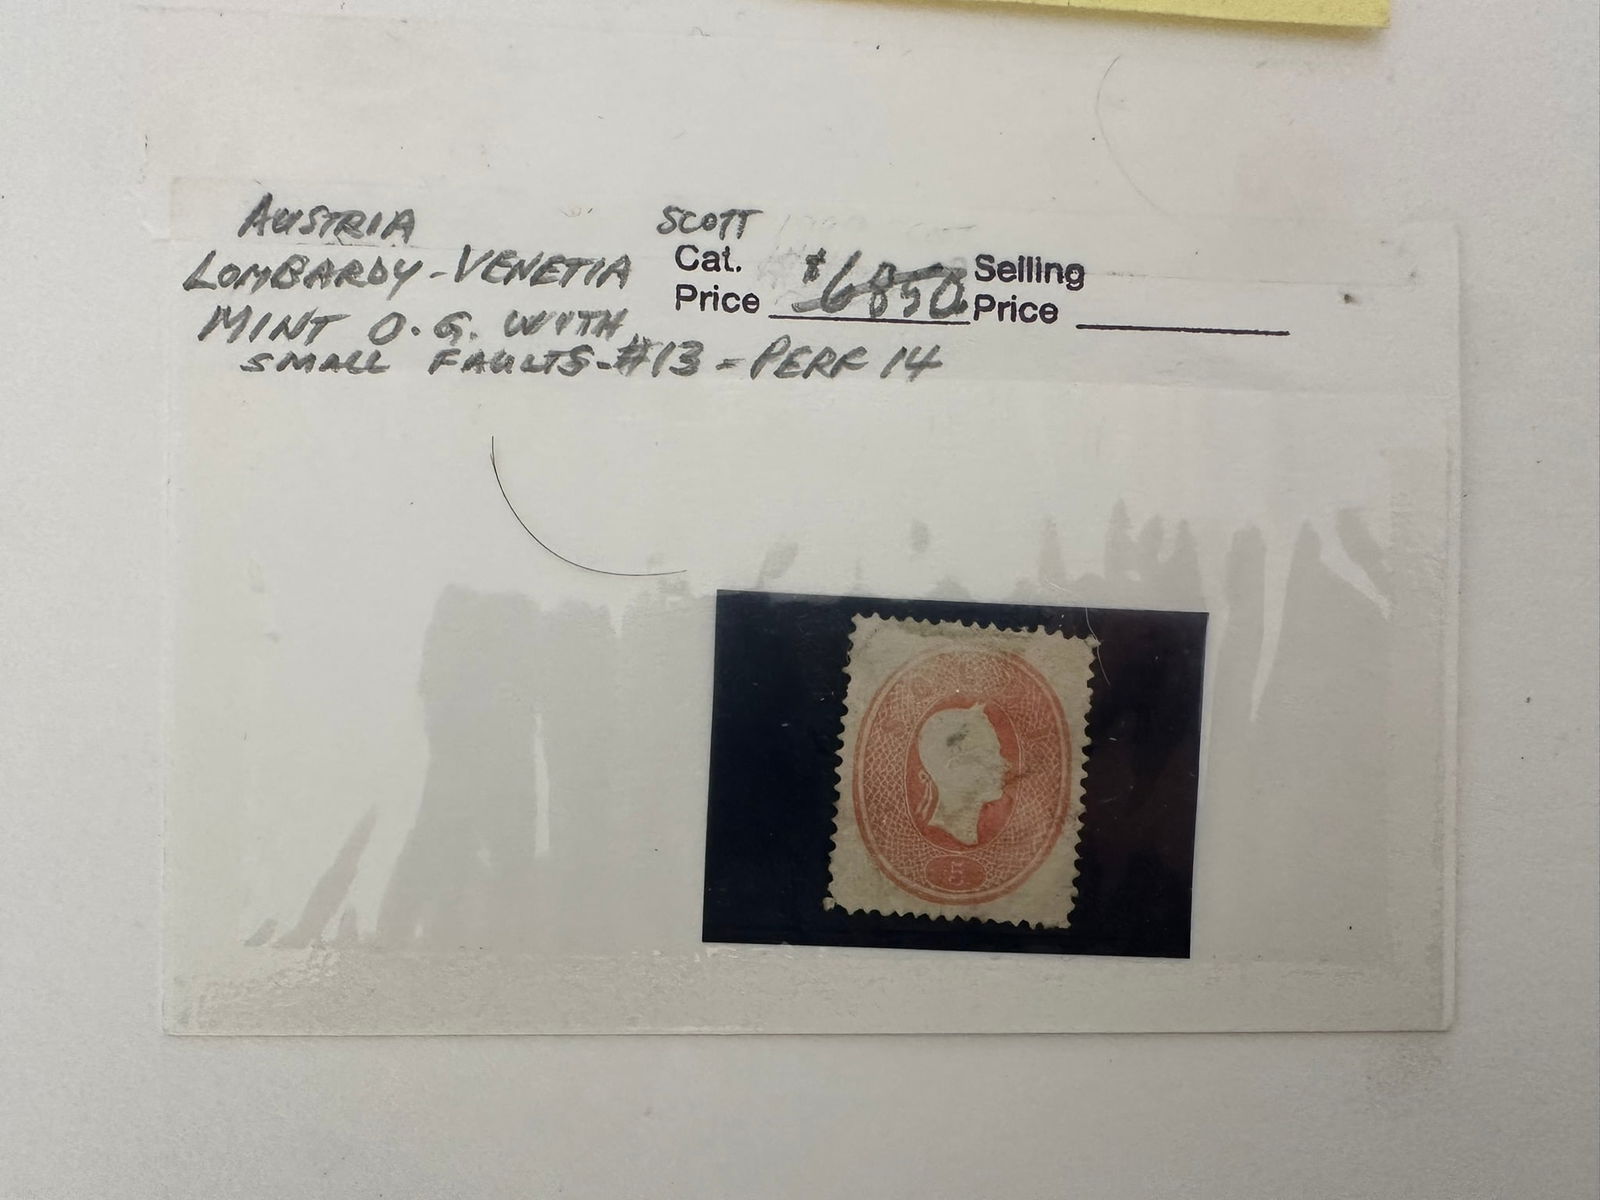 AUSTRIA
LOMBARDY-VENETIA
MINT O.G. WITH
SMALL FAULTS-#13 - PERF 14
SCOTT
Cat.
Price $6850.
Selling
Price
5